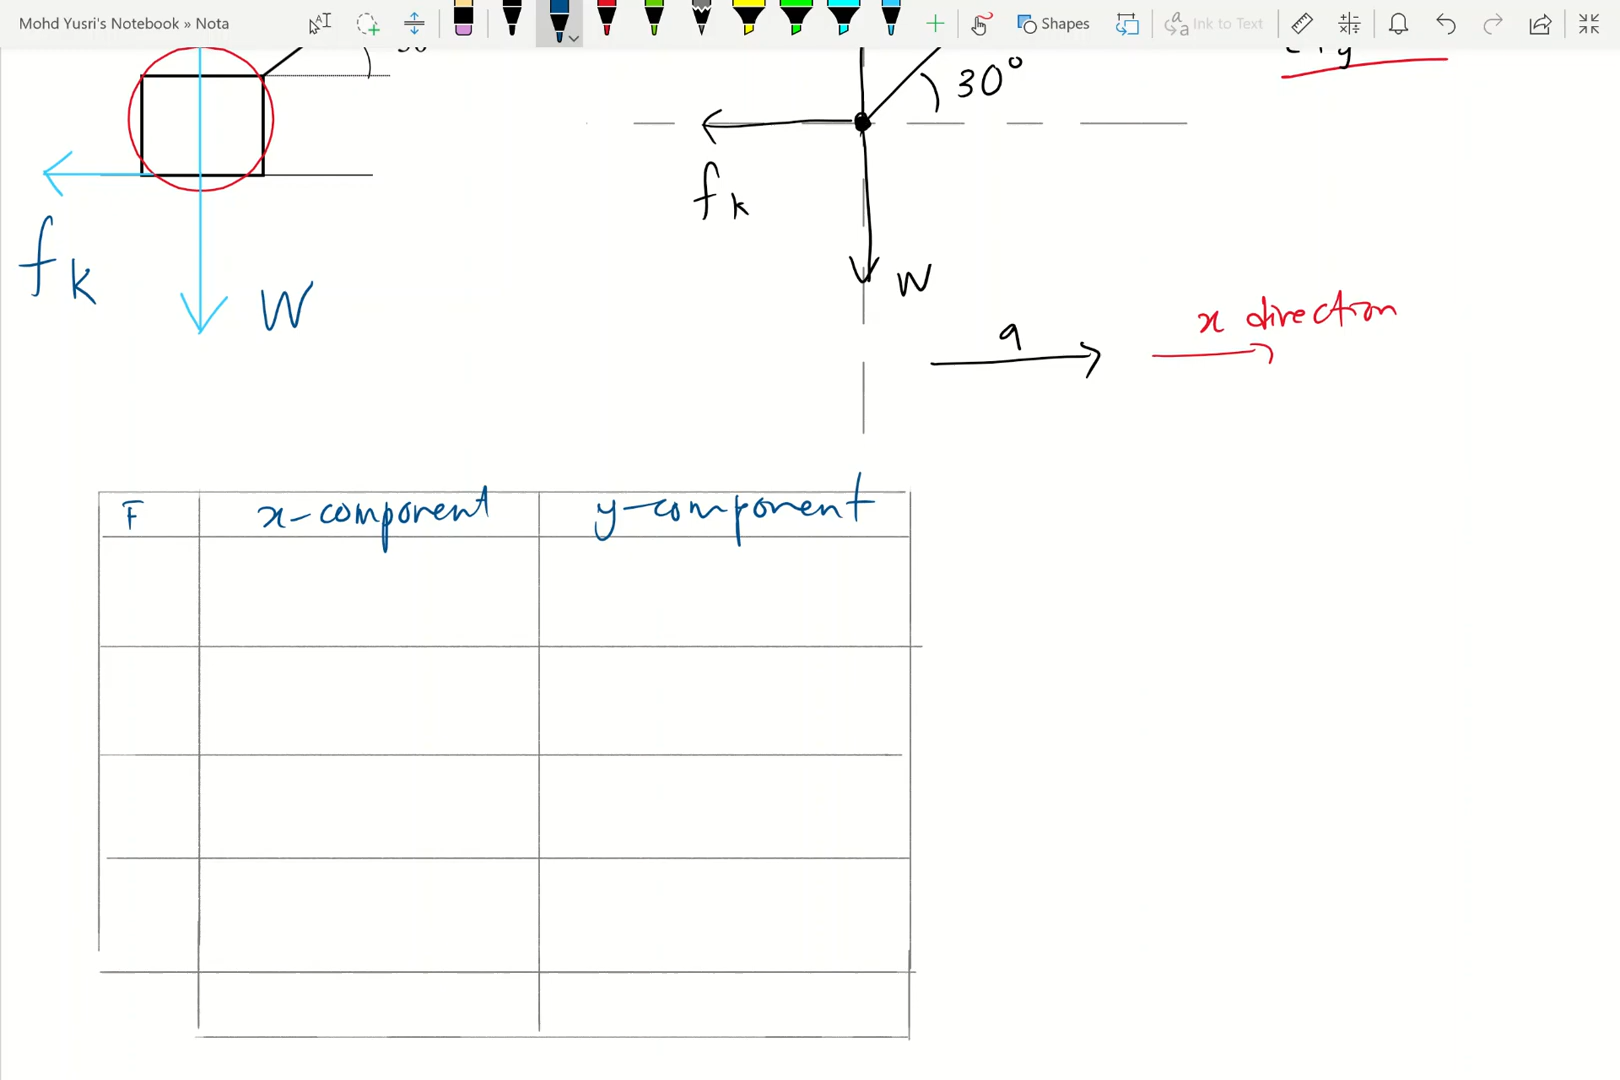 Mohd Yusri's Notebook » Nota
Shapes
Ink to Text
30°
f k
f k
W
W
a
x direction
F
x-component
y-component